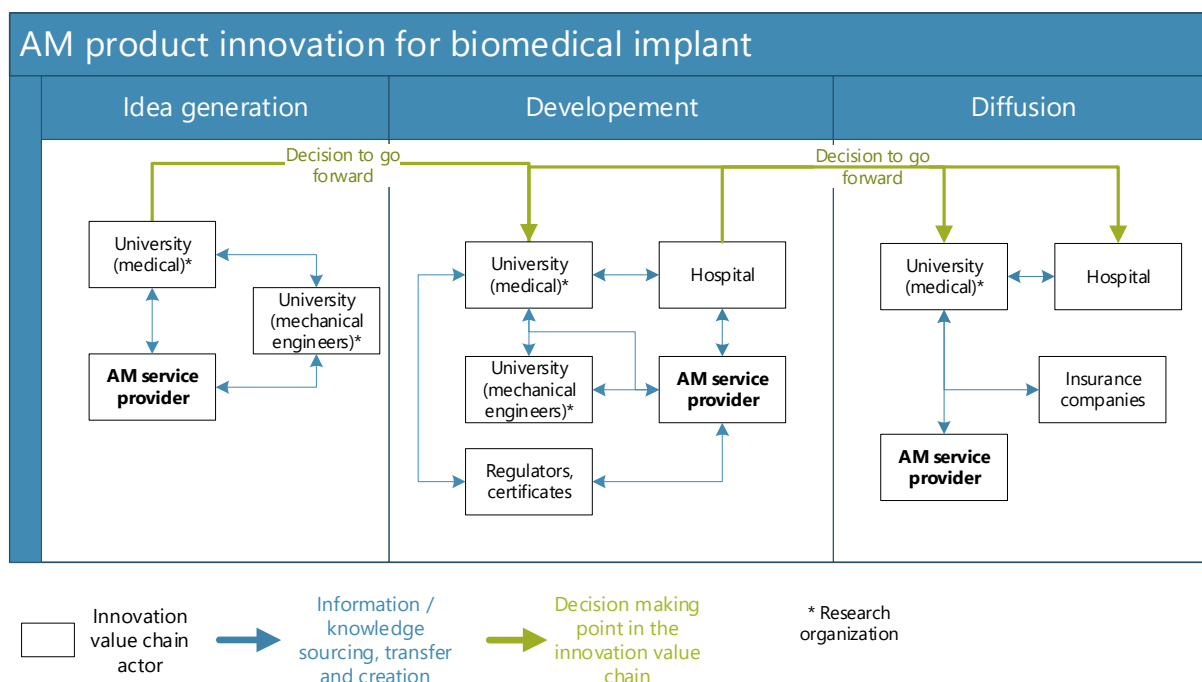 AM product innovation for biomedical implant
Idea generation
Developement
Diffusion
Decision to go
forward
Decision to go
forward
University
(medical)*
University
(mechanical
engineers)*
AM service
provider
University
(medical)*
Hospital
University
(mechanical
engineers)*
AM service
provider
Regulators,
certificates
University
(medical)*
Hospital
Insurance
companies
AM service
provider
Innovation
value chain
actor
Information /
knowledge
sourcing, transfer
and creation
Decision making
point in the
innovation value
chain
* Research
organization